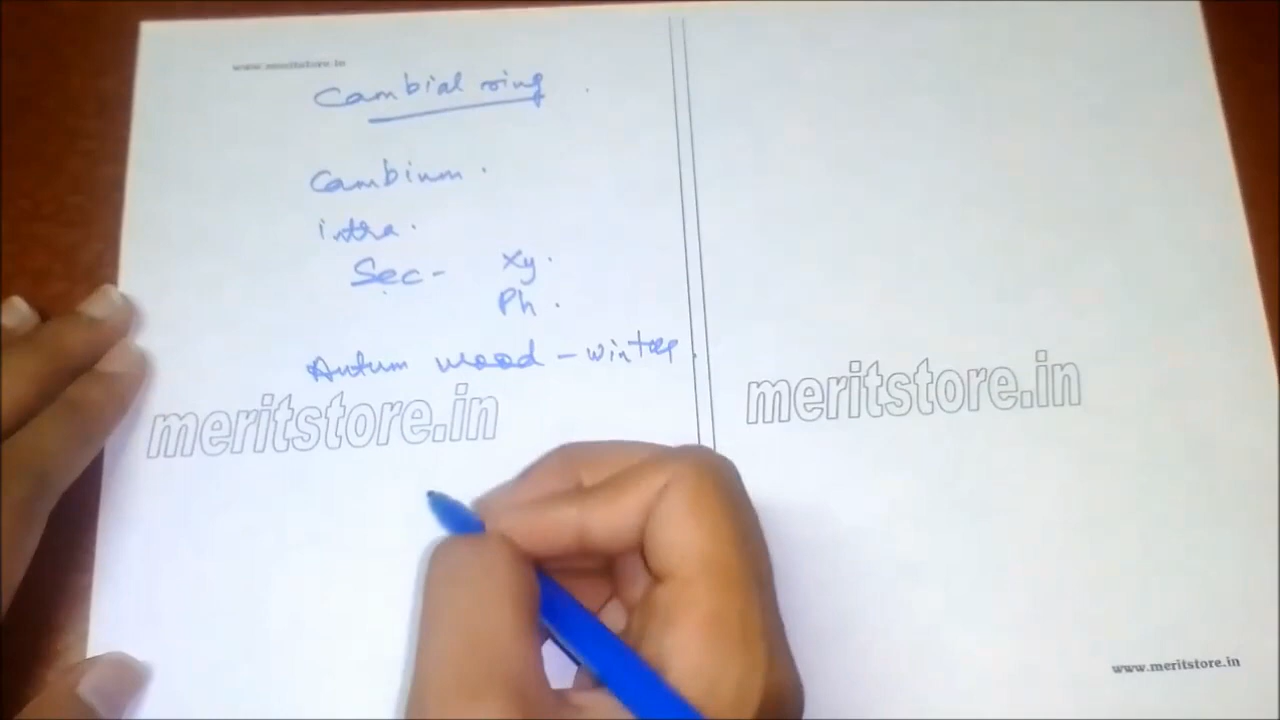 www.meritstore.in
Cambial ring
Cambium.
intra.
Sec- Xy.
Ph.
Autum wood - winter
meritstore.in
meritstore.in
www.meritstore.in